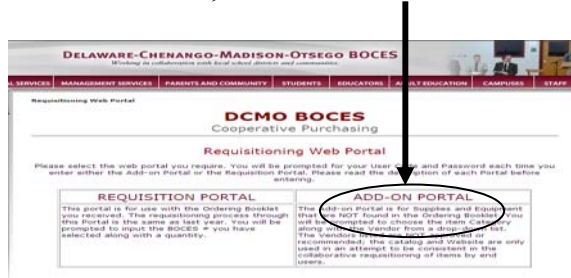 DELAWARE-CHENANGO-MADISON-OTSEGO BOCES
Working in collaboration with local school districts and communities
AL SERVICES MANAGEMENT SERVICES PARENTS AND COMMUNITY STUDENTS EDUCATORS ADULT EDUCATION CAMPUSES STAFF
Requisitioning Web Portal
DCMO BOCES
Cooperative Purchasing
Requisitioning Web Portal
Please select the web portal you require. You will be prompted for your User Code and Password each time you
enter either the Add-on Portal or the Requisition Portal. Please read the description of each Portal before
entering.
REQUISITION PORTAL
This portal is for use with the Ordering Booklet
you received. The requisitioning process through
this Portal is the same as last year. You will be
prompted to input the BOCES # you have
selected along with a quantity.
ADD-ON PORTAL
The Add-on Portal is for Supplies and Equipment
that are NOT found in the Ordering Booklet. You
will be prompted to choose the item Category
along with the Vendor from a drop-down list.
The Vendors listed are NOT or
recommended; the catalog and Website are only
used in an attempt to be consistent in the
collaborative requisitioning of items by end
users.